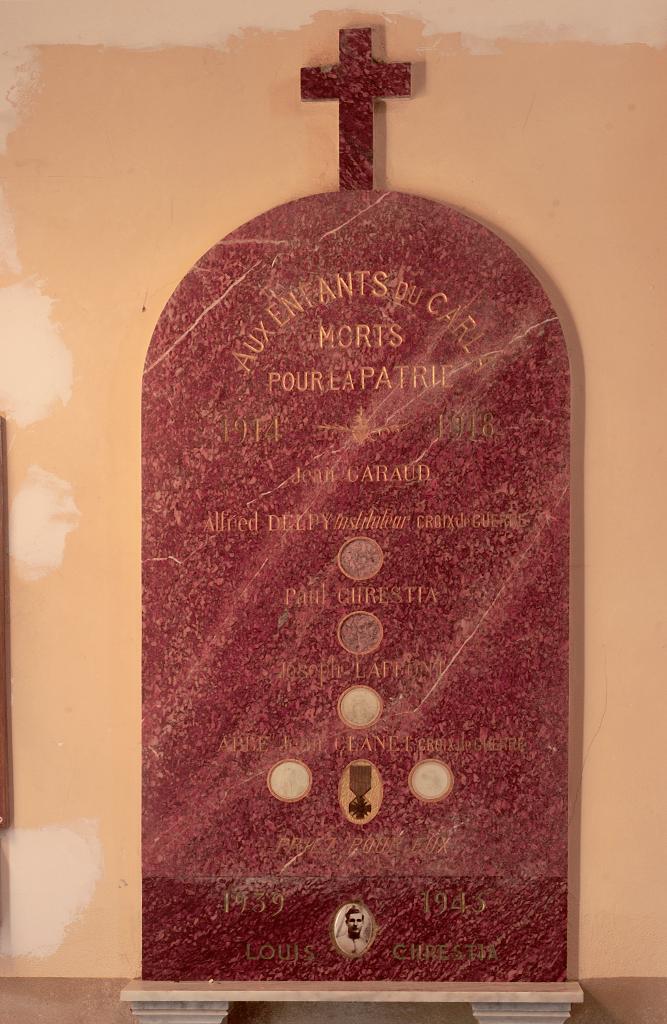 AUX ENFANTS DU CARLA
MORTS
POUR LA PATRIE
1914 1918
Jean GARAUD
Alfred DELPY Instituteur CROIX de GUERRE
Paul CHRESTIA
Joseph LAFFONT
ABBÉ Jean CLANET CROIX de GUERRE
PRIEZ POUR EUX
1939 1945
LOUIS CHRESTIA